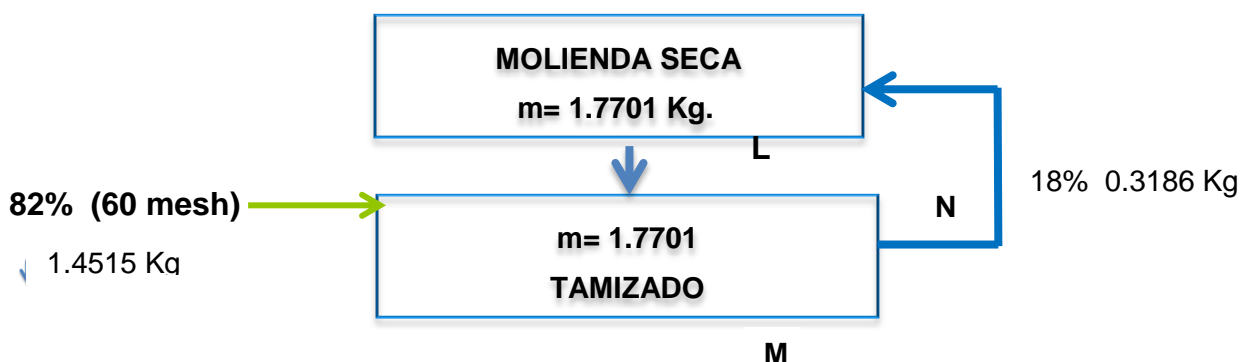 MOLIENDA SECA
m= 1.7701 Kg.
L
18% 0.3186 Kg
82% (60 mesh)
N
m= 1.7701
1.4515 Kg
TAMIZADO
M